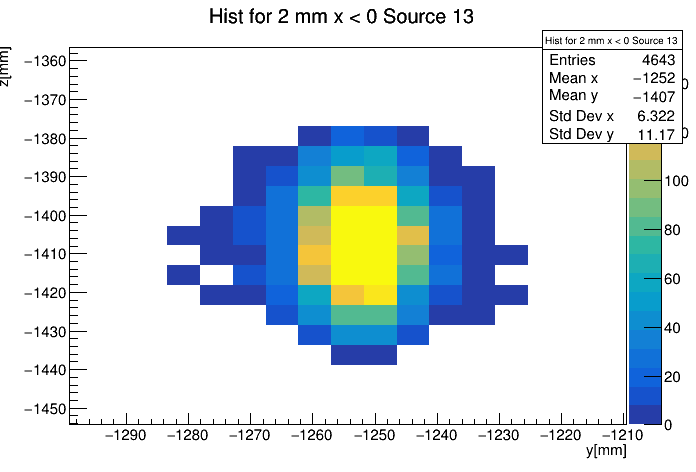 Hist for 2 mm x < 0 Source 13
z[mm]
−1360
−1370
−1380
−1390
−1400
−1410
−1420
−1430
−1440
−1450
−1290
−1280
−1270
−1260
−1250
−1240
−1230
−1220
−1210
y[mm]
Hist for 2 mm x < 0 Source 13
Entries 4643
Mean x −1252
Mean y −1407
Std Dev x 6.322
Std Dev y 11.17
100
80
60
40
20
0